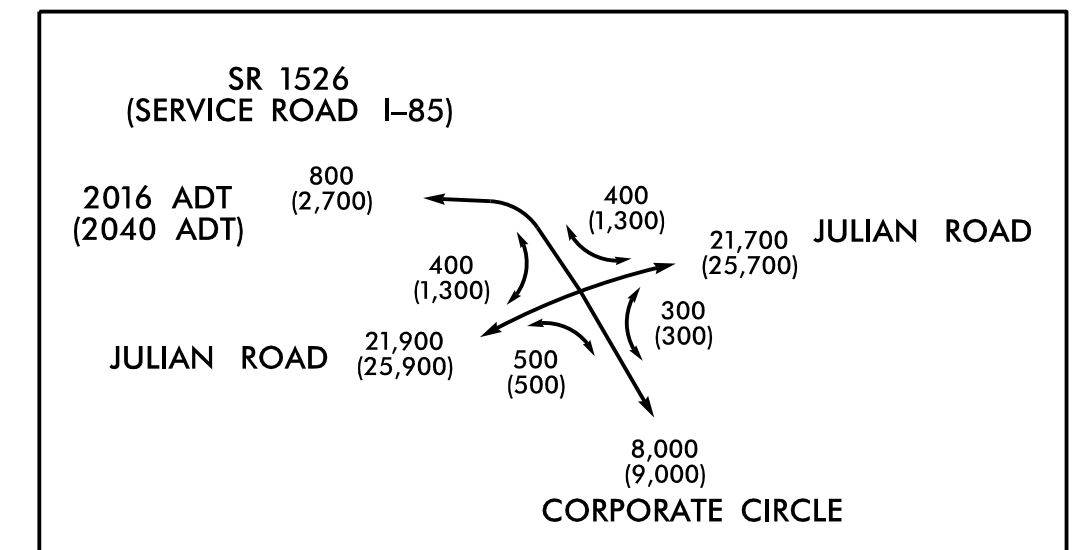 SR 1526
(SERVICE ROAD I–85)
2016 ADT
(2040 ADT)
800
(2,700)
400
(1,300)
21,700
(25,700)
JULIAN ROAD
400
(1,300)
300
(300)
JULIAN ROAD
21,900
(25,900)
500
(500)
8,000
(9,000)
CORPORATE CIRCLE